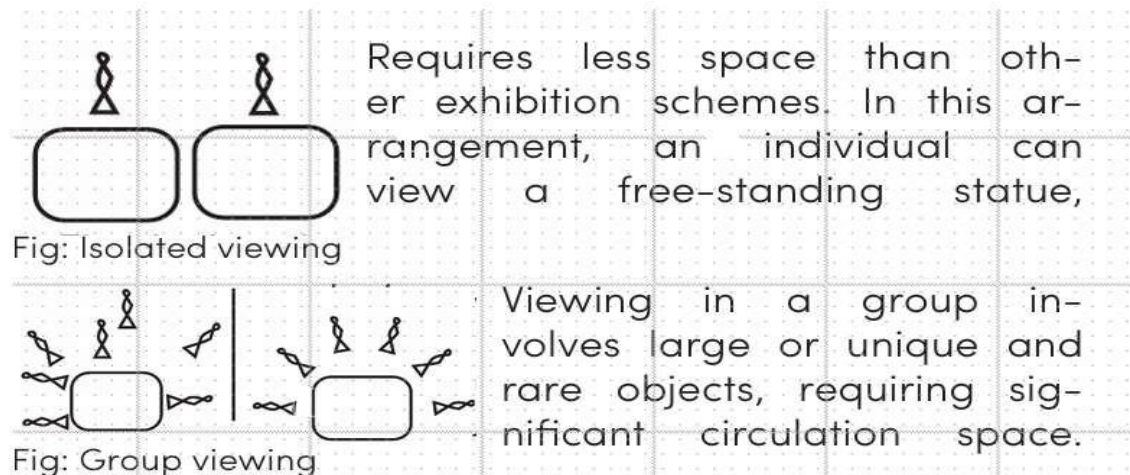 Requires less space than oth-
er exhibition schemes. In this ar-
rangement, an individual can
view a free-standing statue,
Fig: Isolated viewing
Viewing in a group in-
volves large or unique and
rare objects, requiring sig-
nificant circulation space.
Fig: Group viewing